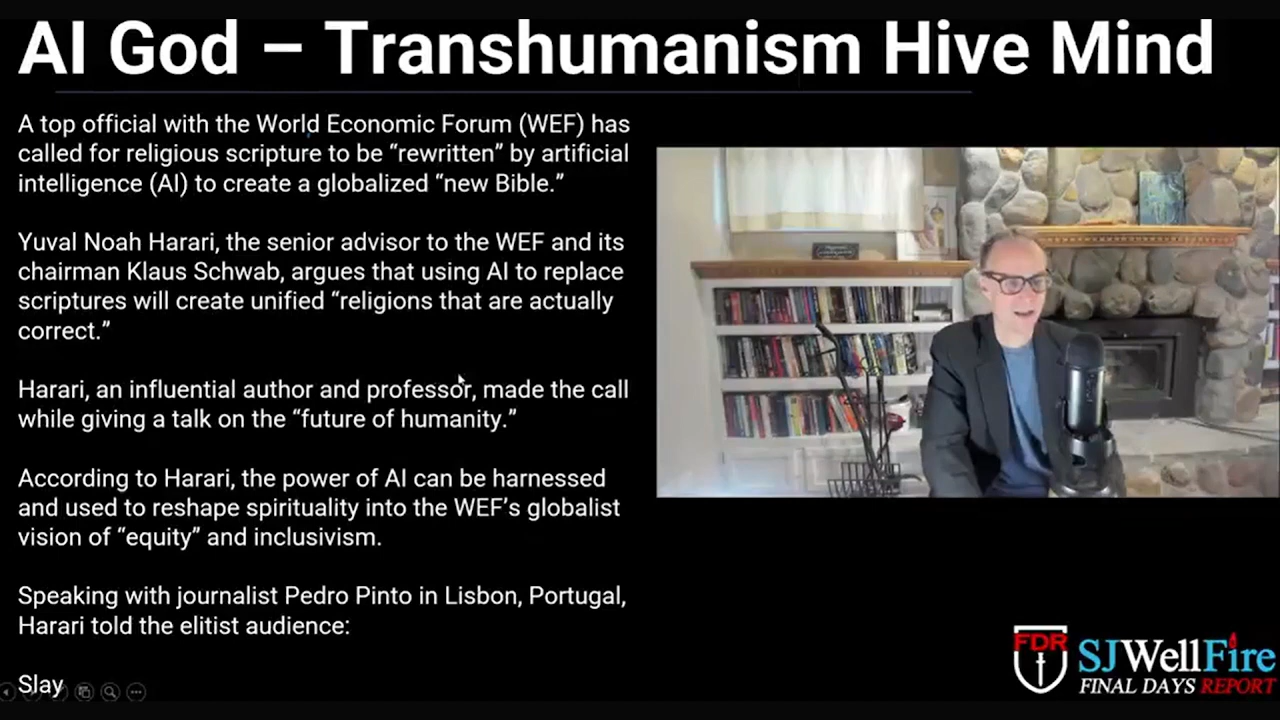 AI God – Transhumanism Hive Mind
A top official with the World Economic Forum (WEF) has
called for religious scripture to be “rewritten” by artificial
intelligence (AI) to create a globalized “new Bible.”
Yuval Noah Harari, the senior advisor to the WEF and its
chairman Klaus Schwab, argues that using AI to replace
scriptures will create unified “religions that are actually
correct.”
Harari, an influential author and professor, made the call
while giving a talk on the “future of humanity.”
According to Harari, the power of AI can be harnessed
and used to reshape spirituality into the WEF’s globalist
vision of “equity” and inclusivism.
Speaking with journalist Pedro Pinto in Lisbon, Portugal,
Harari told the elitist audience:
Slay
FDR
SJWellFire
FINAL DAYS REPORT